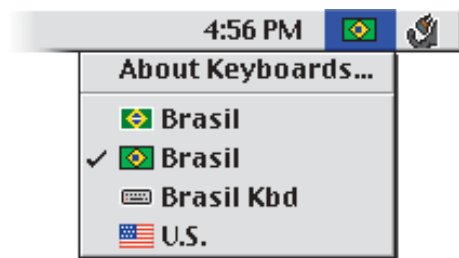 4:56 PM
About Keyboards...
Brasil
Brasil
Brasil Kbd
U.S.